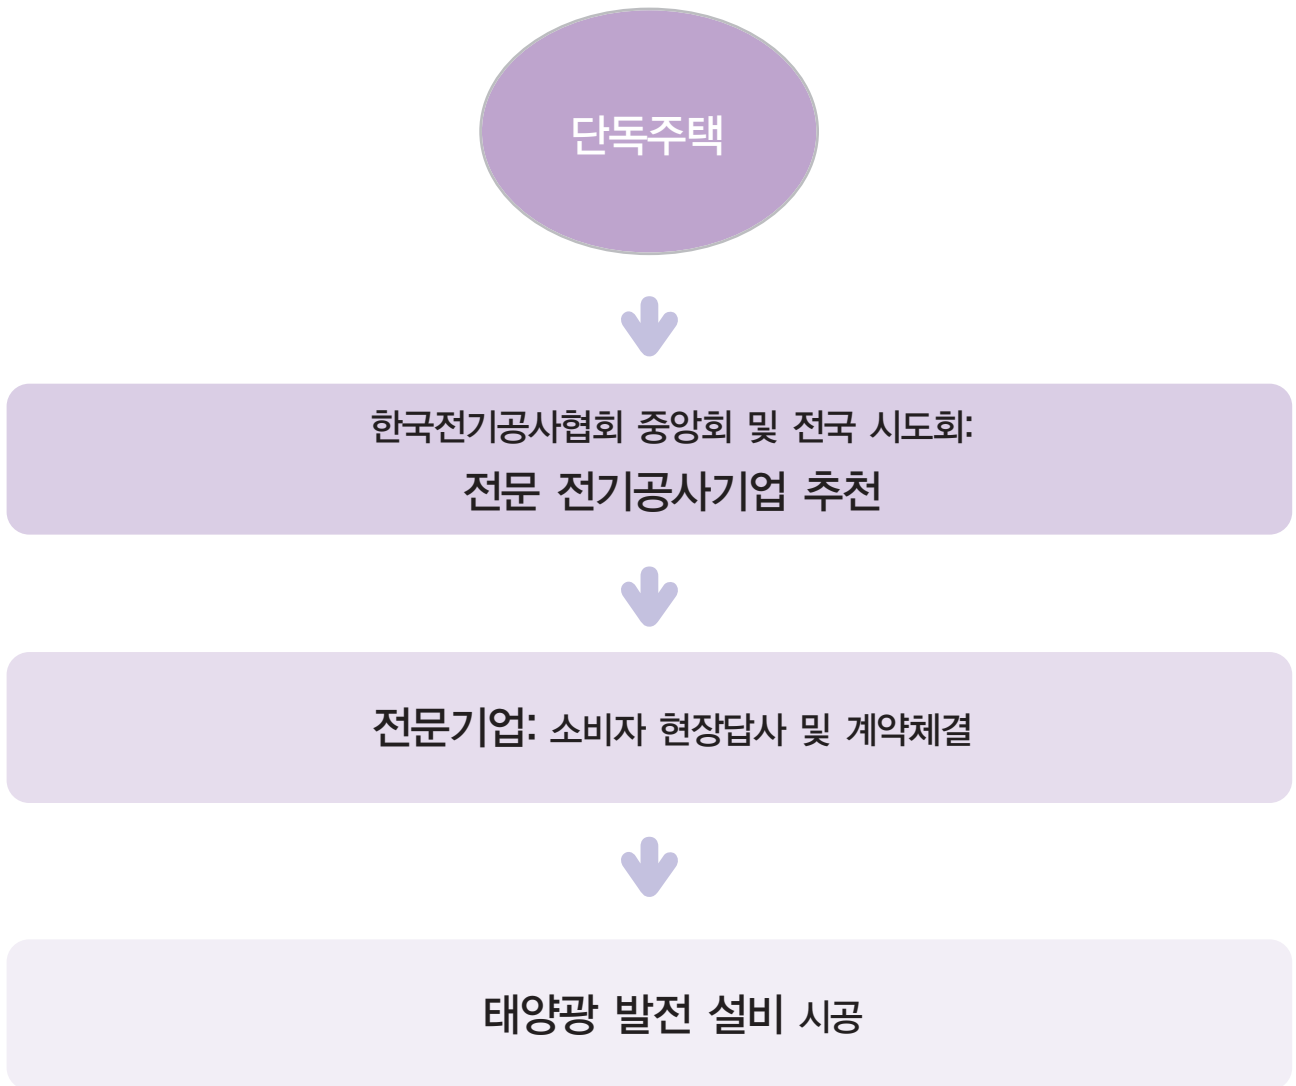 단독주택
한국전기공사협회 중앙회 및 전국 시도회:
전문 전기공사기업 추천
전문기업: 소비자 현장답사 및 계약체결
태양광 발전 설비 시공